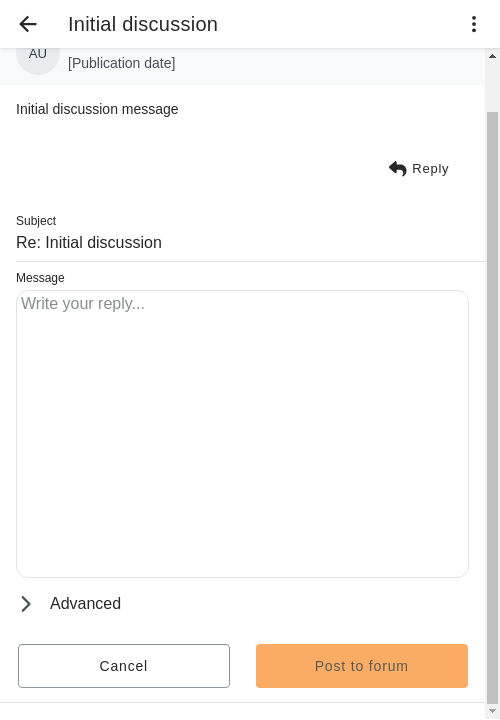 Initial discussion
AU
[Publication date]
Initial discussion message
Reply
Subject
Re: Initial discussion
Message
Write your reply...
Advanced
Cancel
Post to forum